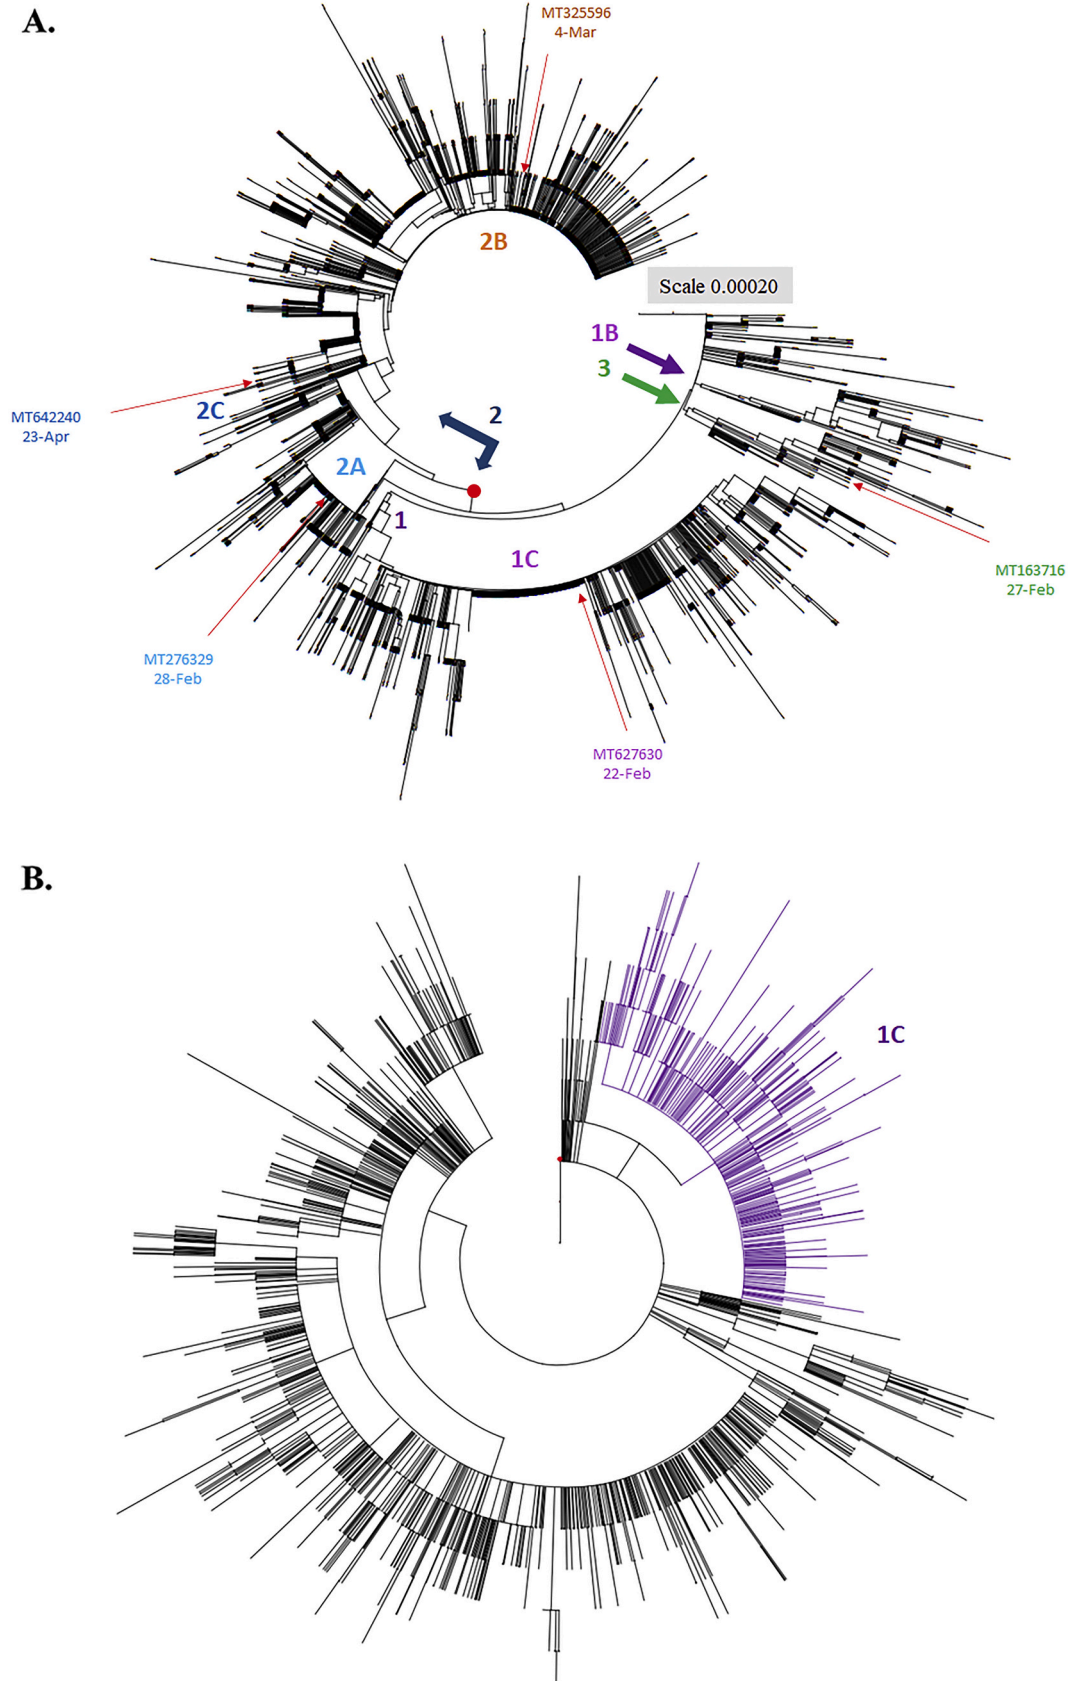 A.
MT325596
4-Mar
2B
Scale 0.00020
1B
3
MT642240
23-Apr
2C
2
2A
1
1C
MT163716
27-Feb
MT276329
28-Feb
MT627630
22-Feb
B.
1C